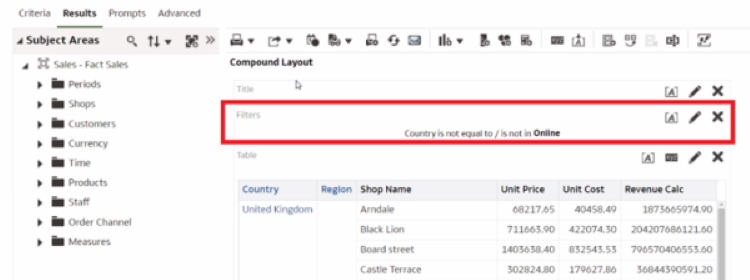 Criteria Results Prompts Advanced
Subject Areas
Sales - Fact Sales
Periods
Shops
Customers
Currency
Time
Products
Staff
Order Channel
Measures
Compound Layout
Title
Filters
Country is not equal to / is not in Online
Table
Country Region Shop Name Unit Price Unit Cost Revenue Calc
United Kingdom Arndale 68217.65 40458.49 1873665974.90
Black Lion 711663.90 422074.30 204207686121.60
Board street 1403638.40 832543.53 796570406553.60
Castle Terrace 302824.80 179627.86 36844390591.20